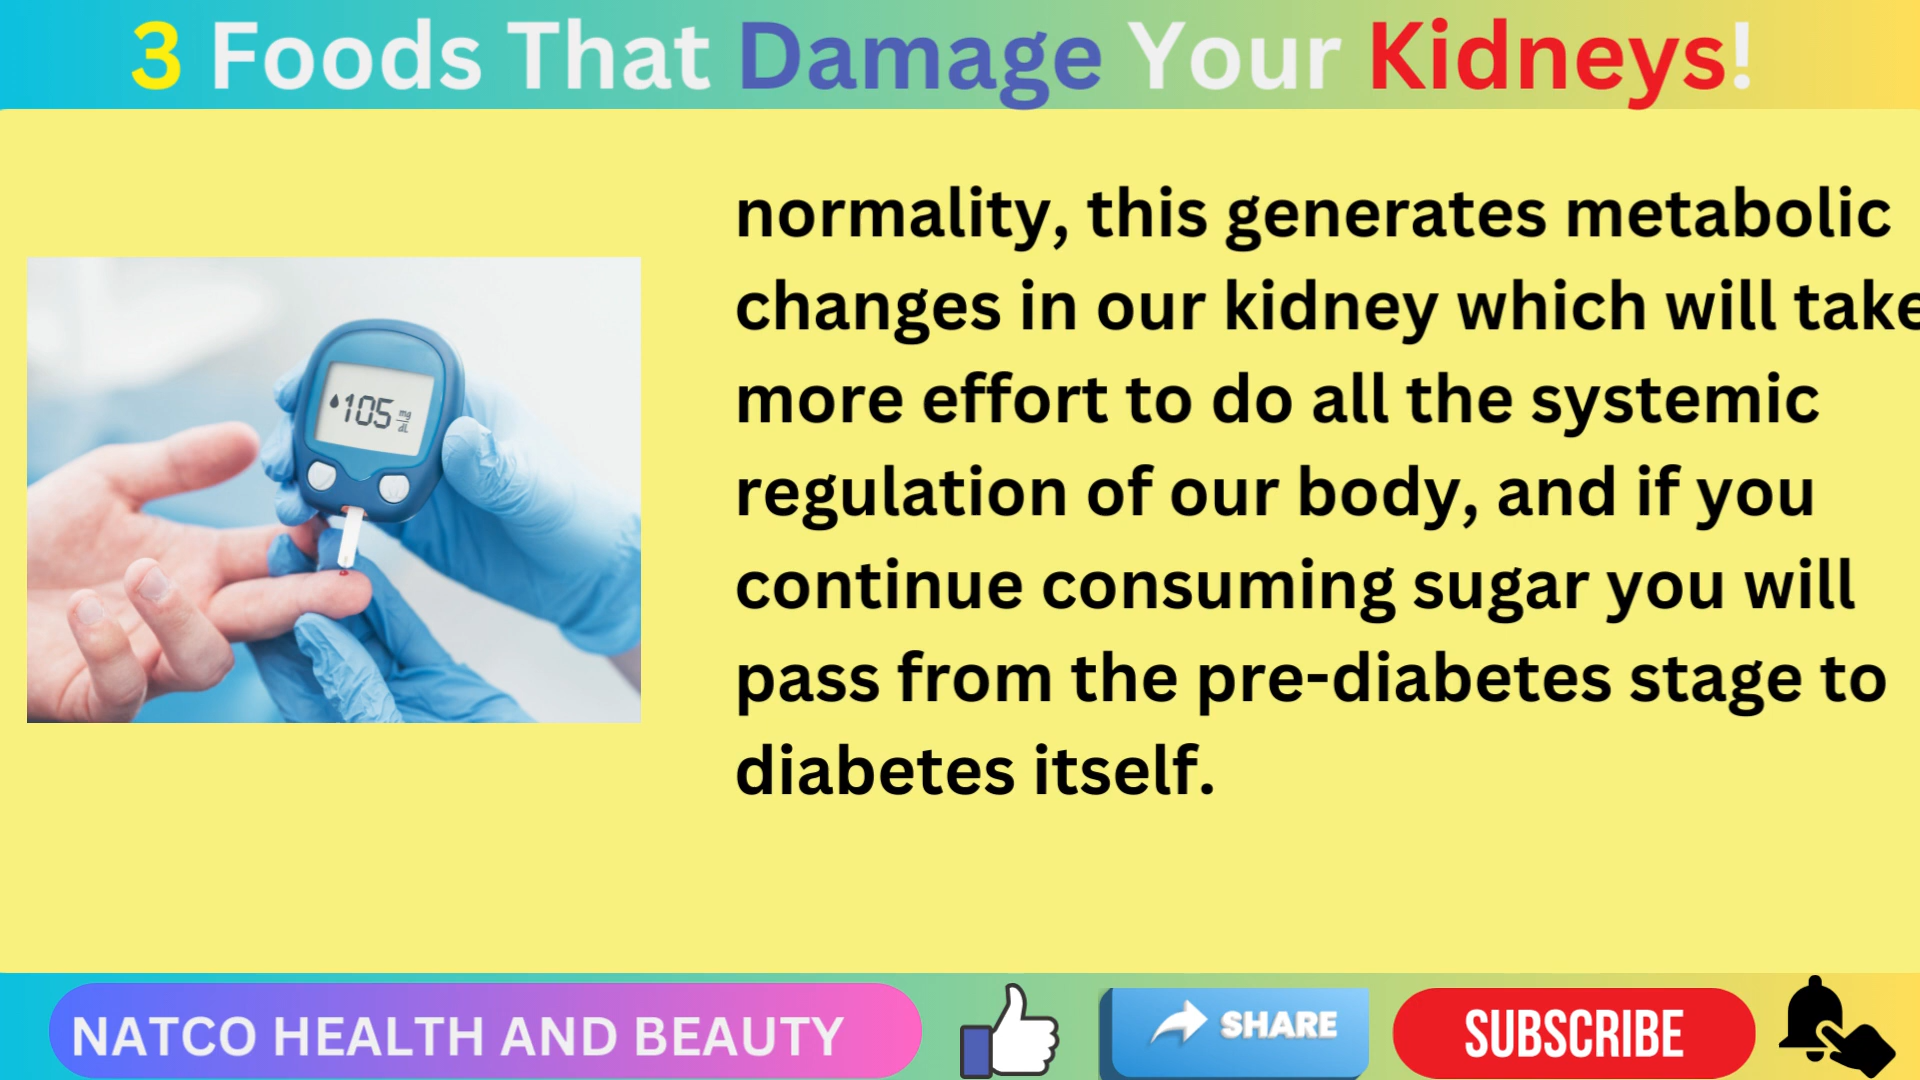 3 Foods That Damage Your Kidneys!
normality, this generates metabolic
changes in our kidney which will take
more effort to do all the systemic
regulation of our body, and if you
continue consuming sugar you will
pass from the pre-diabetes stage to
diabetes itself.
105 mg/dL
NATCO HEALTH AND BEAUTY
SHARE
SUBSCRIBE